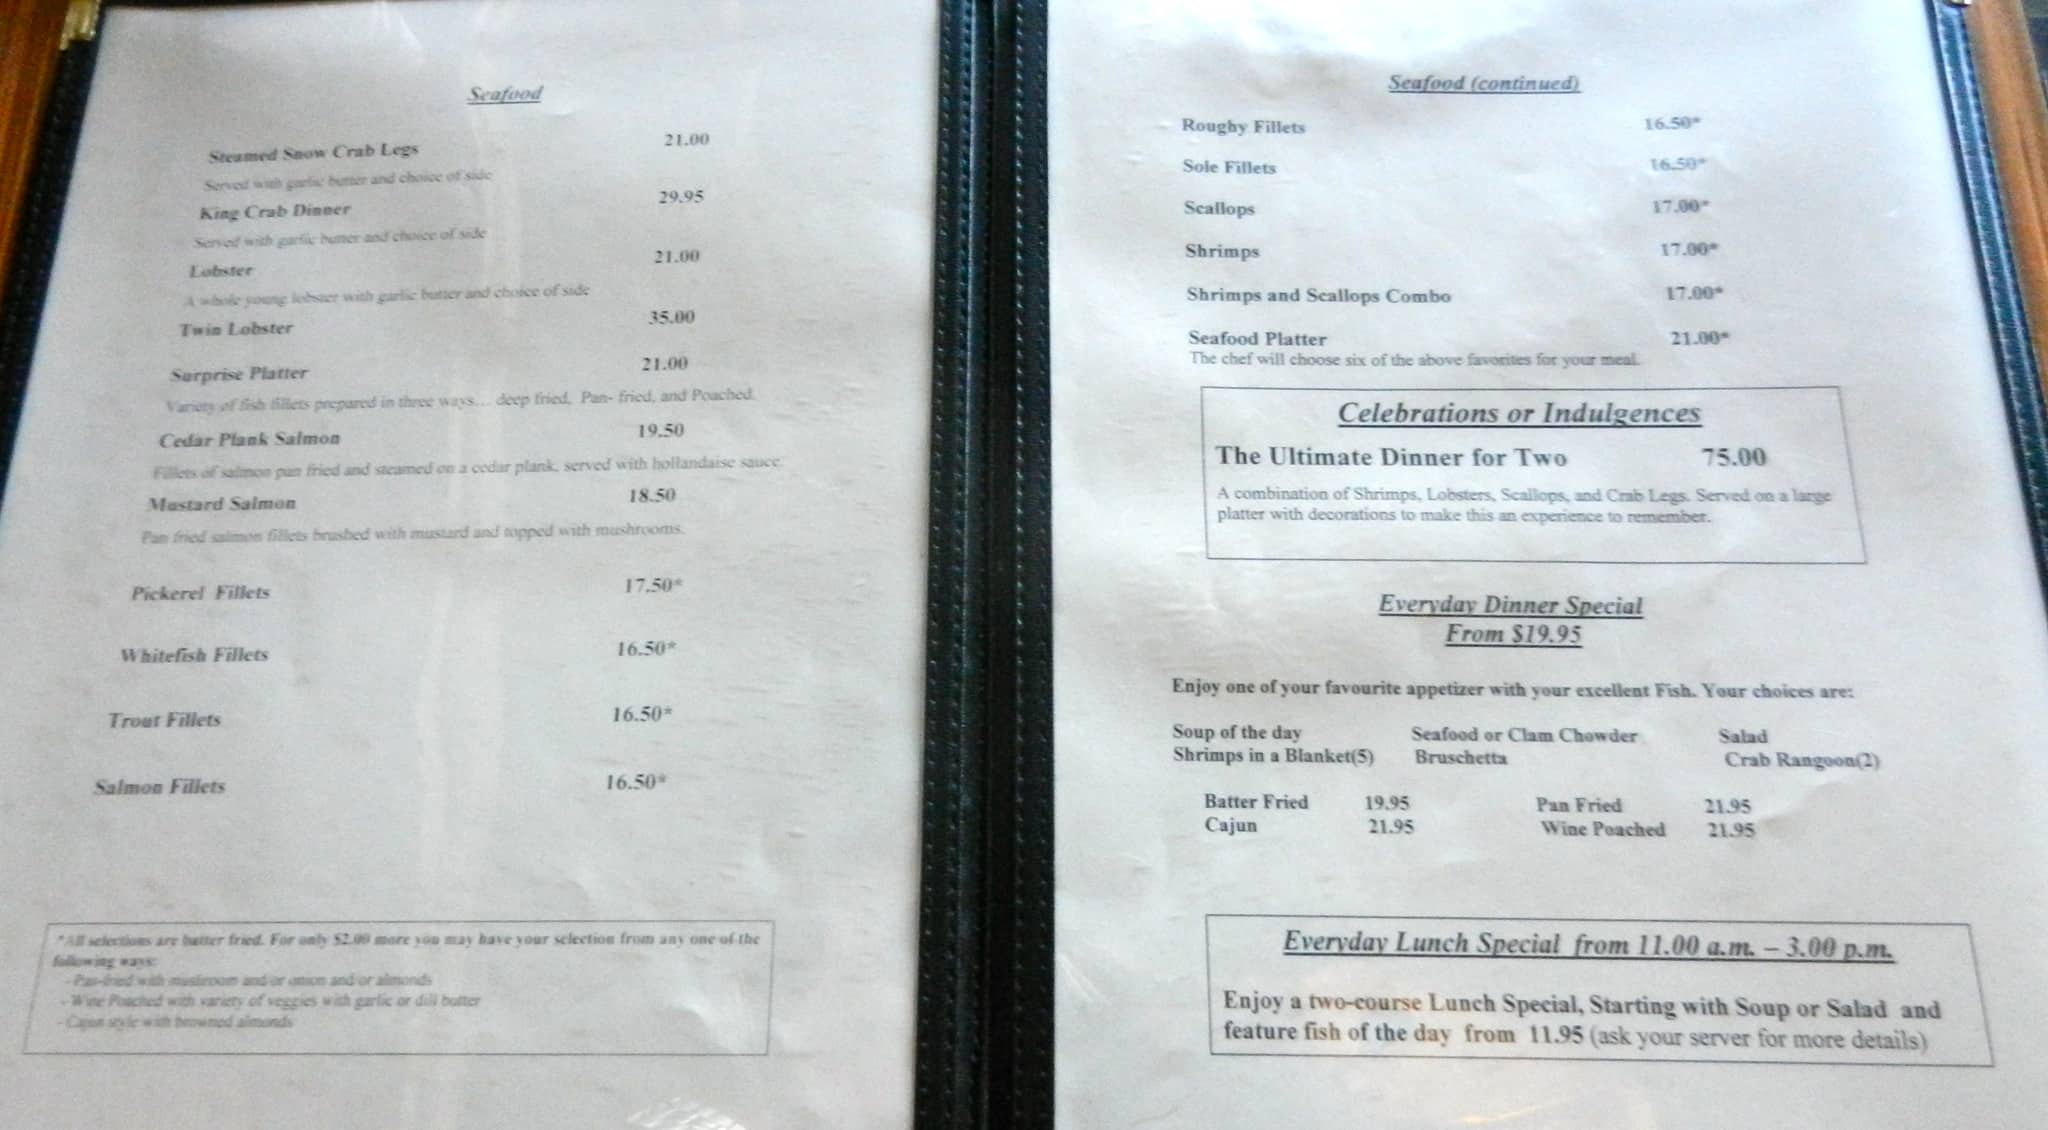 Seafood
Steamed Snow Crab Legs 21.00
Served with garlic butter and choice of side
King Crab Dinner 29.95
Served with garlic butter and choice of side
Lobster 21.00
A whole young lobster with garlic butter and choice of side
Twin Lobster 35.00
Surprise Platter 21.00
Variety of fish fillets prepared in three ways... deep fried, Pan- fried, and Poached.
Cedar Plank Salmon 19.50
Fillets of salmon pan fried and steamed on a cedar plank, served with hollandaise sauce.
Mustard Salmon 18.50
Pan fried salmon fillets brushed with mustard and topped with mushrooms.
Pickerel Fillets 17.50*
Whitefish Fillets 16.50*
Trout Fillets 16.50*
Salmon Fillets 16.50*
*All selections are batter fried. For only $2.00 more you may have your selection from any one of the
following ways:
- Pan-fried with mushroom and/or onion and/or almonds
- Wine Poached with variety of veggies with garlic or dill butter
- Cajun style with browned almonds
Seafood (continued)
Roughy Fillets 16.50*
Sole Fillets 16.50*
Scallops 17.00*
Shrimps 17.00*
Shrimps and Scallops Combo 17.00*
Seafood Platter 21.00*
The chef will choose six of the above favorites for your meal.
Celebrations or Indulgences
The Ultimate Dinner for Two 75.00
A combination of Shrimps, Lobsters, Scallops, and Crab Legs. Served on a large
platter with decorations to make this an experience to remember.
Everyday Dinner Special
From $19.95
Enjoy one of your favourite appetizer with your excellent Fish. Your choices are:
Soup of the day Seafood or Clam Chowder Salad
Shrimps in a Blanket(5) Bruschetta Crab Rangoon(2)
Batter Fried 19.95 Pan Fried 21.95
Cajun 21.95 Wine Poached 21.95
Everyday Lunch Special from 11.00 a.m. – 3.00 p.m.
Enjoy a two-course Lunch Special, Starting with Soup or Salad and
feature fish of the day from 11.95 (ask your server for more details)